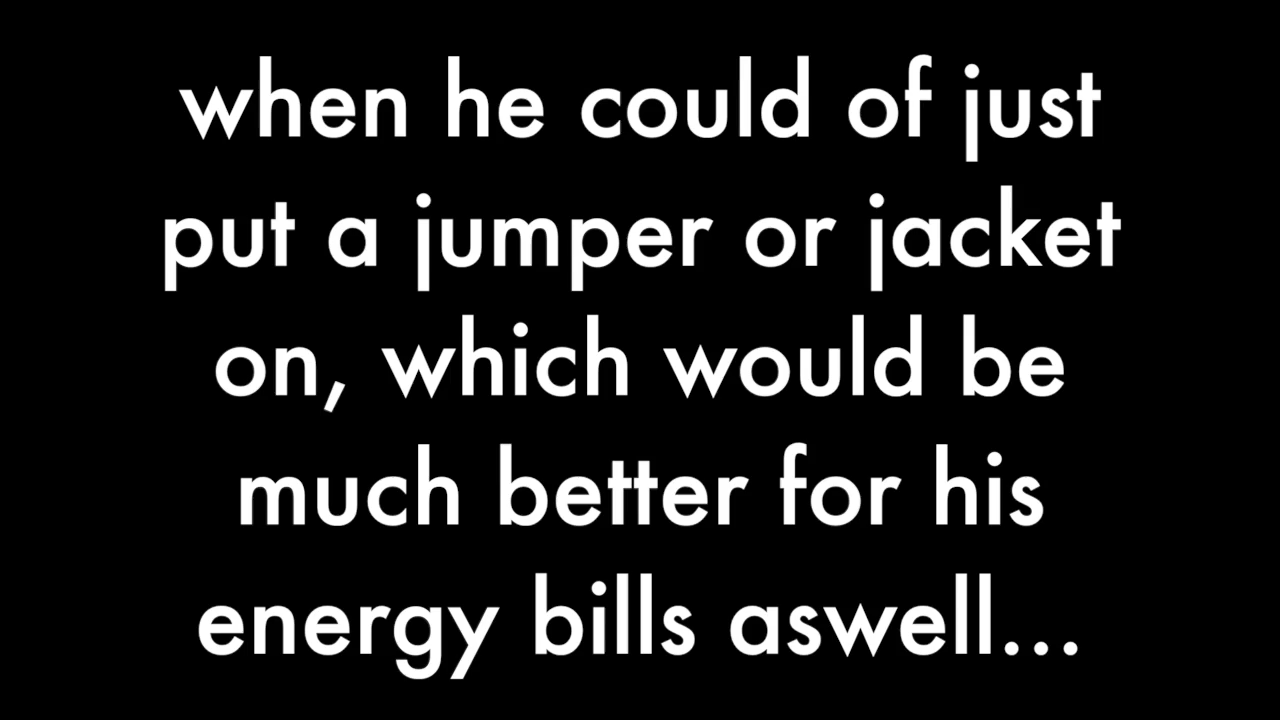 when he could of just
put a jumper or jacket
on, which would be
much better for his
energy bills aswell...